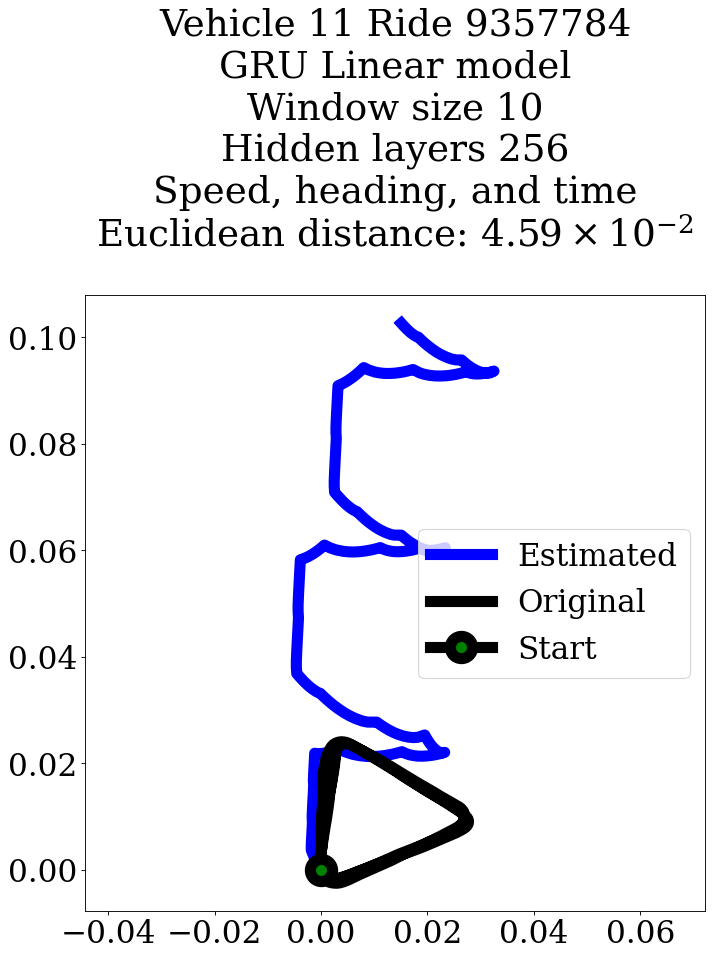 Vehicle 11 Ride 9357784
GRU Linear model
Window size 10
Hidden layers 256
Speed, heading, and time
Euclidean distance: 4.59 × 10⁻²
0.10
0.08
0.06
0.04
0.02
0.00
Estimated
Original
Start
−0.04 −0.02 0.00 0.02 0.04 0.06